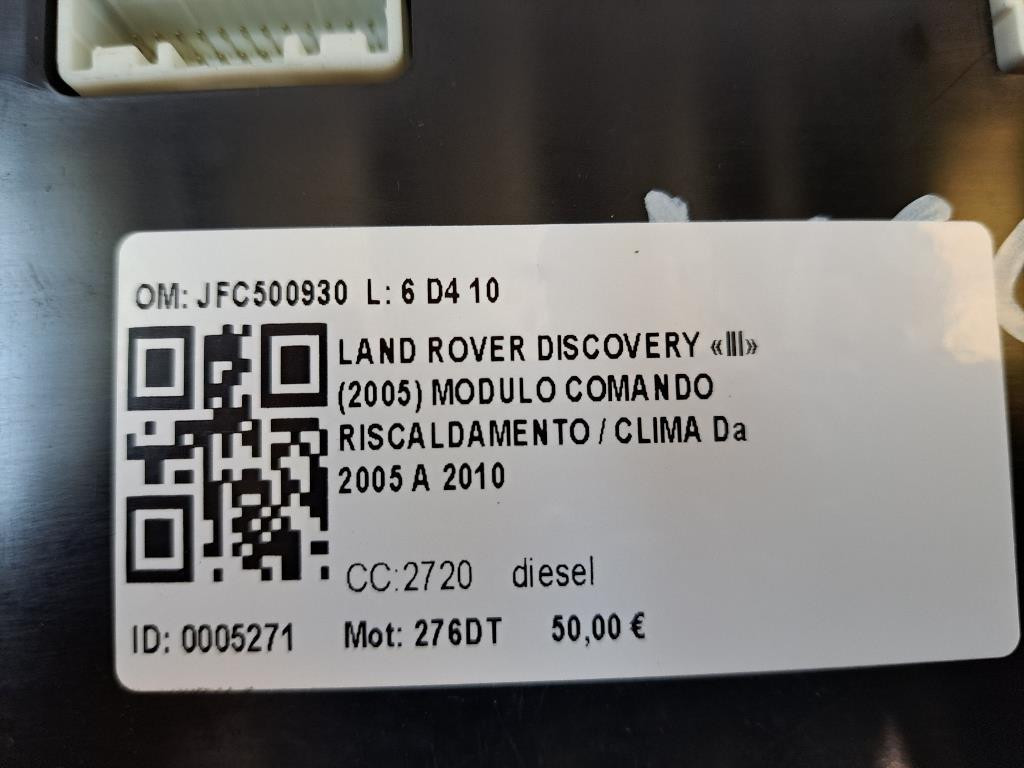 OM: JFC500930 L: 6 D4 10
LAND ROVER DISCOVERY «III»
(2005) MODULO COMANDO
RISCALDAMENTO / CLIMA Da
2005 A 2010
CC:2720 diesel
ID: 0005271 Mot: 276DT 50,00 €